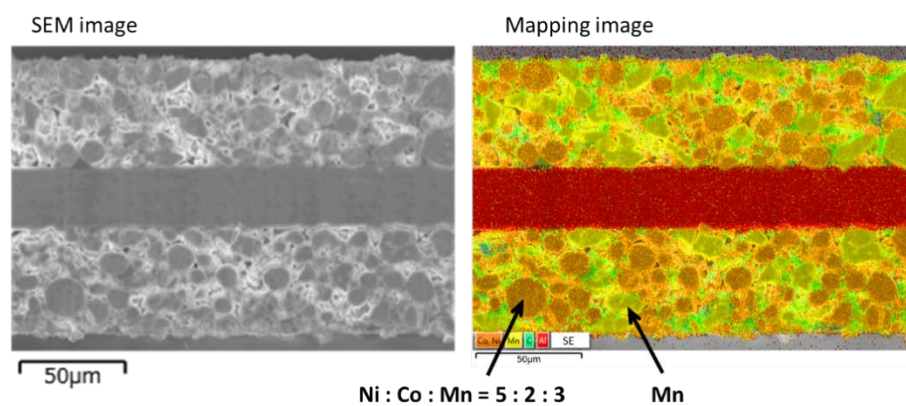 SEM image
Mapping image
Co, Ni Mn C Al SE
50μm
50μm
Ni : Co : Mn = 5 : 2 : 3
Mn